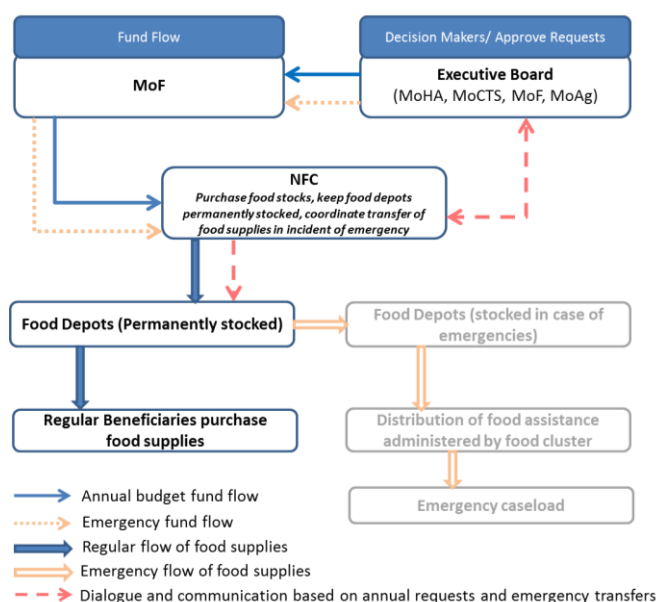 Fund Flow
MoF
Decision Makers/ Approve Requests
Executive Board
(MoHA, MoCTS, MoF, MoAg)
NFC
Purchase food stocks, keep food depots
permanently stocked, coordinate transfer of
food supplies in incident of emergency
Food Depots (Permanently stocked)
Food Depots (stocked in case of
emergencies)
Regular Beneficiaries purchase
food supplies
Distribution of food assistance
administered by food cluster
Emergency caseload
Annual budget fund flow
Emergency fund flow
Regular flow of food supplies
Emergency flow of food supplies
Dialogue and communication based on annual requests and emergency transfers